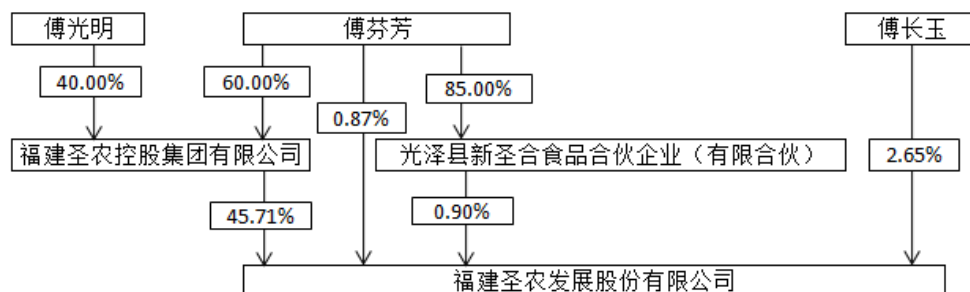 傅光明
傅芬芳
傅长玉
40.00%
60.00%
85.00%
0.87%
福建圣农控股集团有限公司
光泽县新圣合食品合伙企业（有限合伙）
2.65%
45.71%
0.90%
福建圣农发展股份有限公司